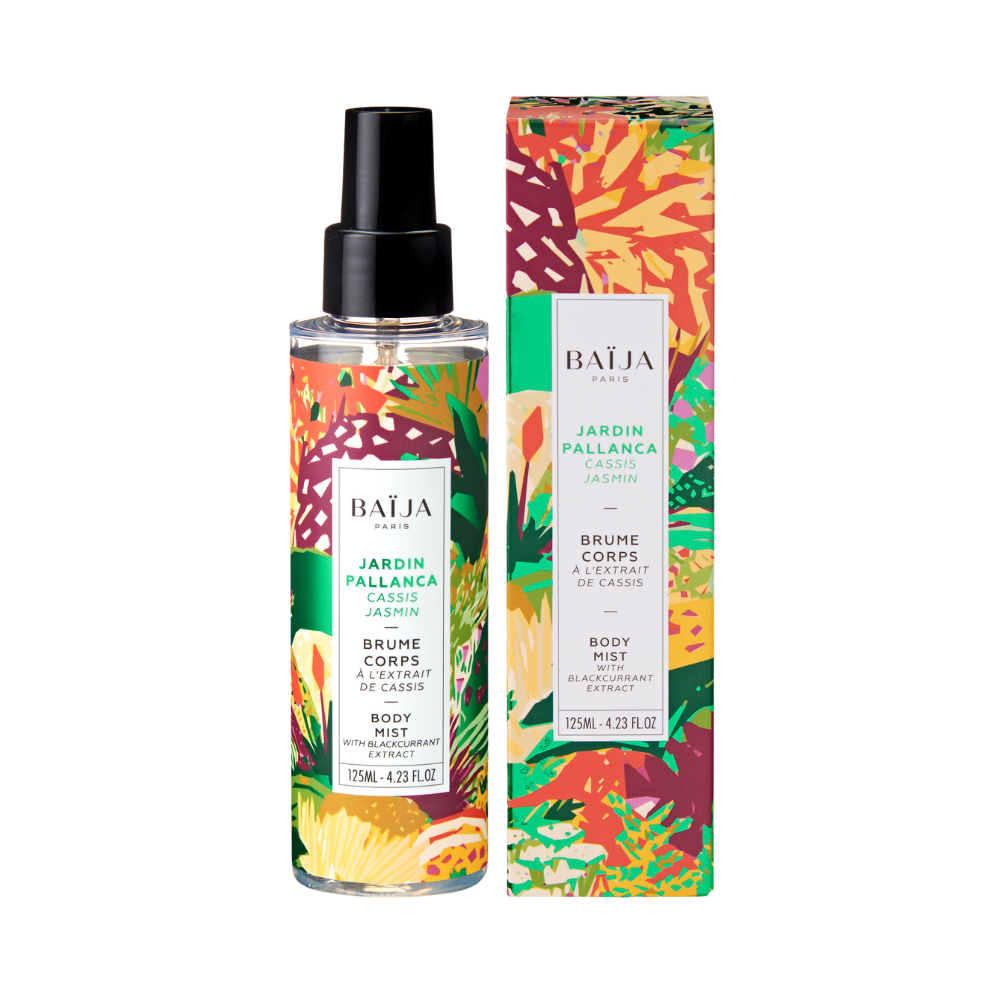 BAÏJA
PARIS
JARDIN
PALLANCA
CASSIS
JASMIN
BRUME
CORPS
À L'EXTRAIT
DE CASSIS
BODY
MIST
WITH BLACKCURRANT
EXTRACT
125ML - 4.23 FL.OZ
BAÏJA
PARIS
JARDIN
PALLANCA
CASSIS
JASMIN
BRUME
CORPS
À L'EXTRAIT
DE CASSIS
BODY
MIST
WITH
BLACKCURRANT
EXTRACT
125ML - 4.23 FL.OZ